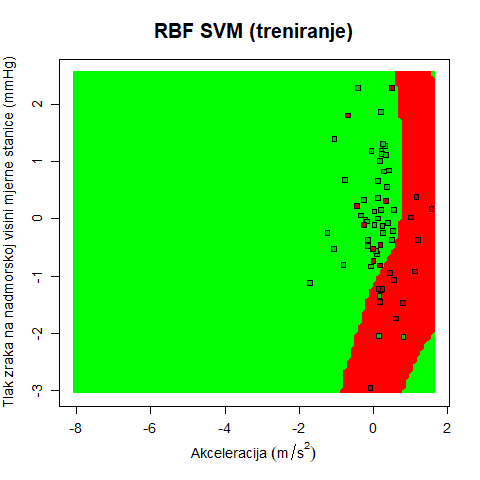 RBF SVM (treniranje)
Tlak zraka na nadmorskoj visini mjerne stanice (mmHg)
2
1
0
-1
-2
-3
-8 -6 -4 -2 0 2
Akceleracija (m/s²)